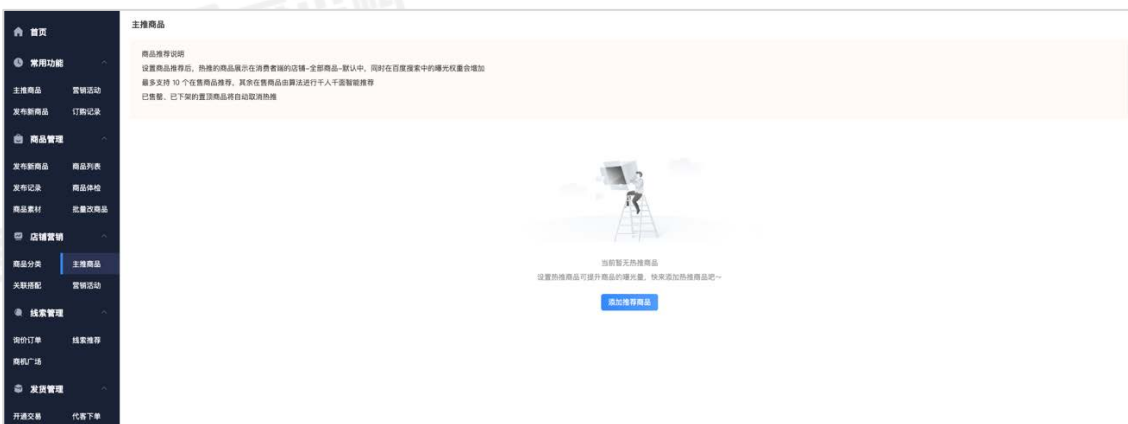 首页
常用功能
主推商品 营销活动
发布新商品 订购记录
商品管理
发布新商品 商品列表
发布记录 商品体检
商品素材 批量改商品
店铺营销
商品分类 主推商品
关联搭配 营销活动
线索管理
询价订单 线索推荐
商机广场
发货管理
开通交易 代客下单
主推商品
商品推荐说明
设置商品推荐后，热推的商品展示在消费者端的店铺-全部商品-默认中，同时在百度搜索中的曝光权重会增加
最多支持 10 个在售商品推荐，其余在售商品由算法进行千人千面智能推荐
已售罄、已下架的置顶商品将自动取消热推
当前暂无热推商品
设置热推商品可提升商品的曝光量，快来添加热推商品吧～
添加推荐商品